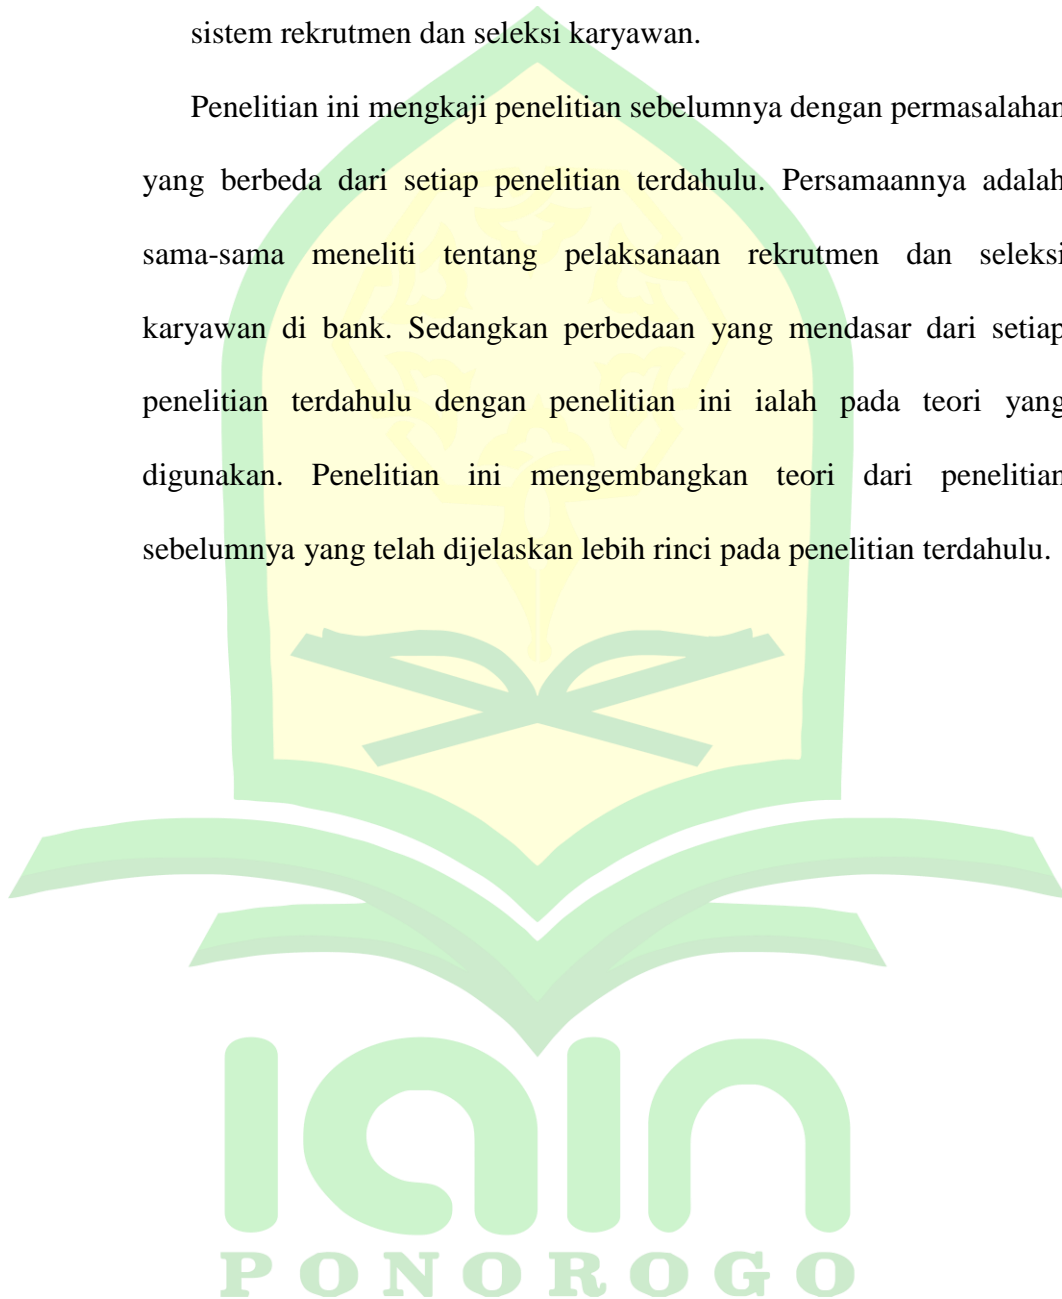 sistem rekrutmen dan seleksi karyawan.
Penelitian ini mengkaji penelitian sebelumnya dengan permasalahan
yang berbeda dari setiap penelitian terdahulu. Persamaannya adalah
sama-sama meneliti tentang pelaksanaan rekrutmen dan seleksi
karyawan di bank. Sedangkan perbedaan yang mendasar dari setiap
penelitian terdahulu dengan penelitian ini ialah pada teori yang
digunakan. Penelitian ini mengembangkan teori dari penelitian
sebelumnya yang telah dijelaskan lebih rinci pada penelitian terdahulu.
IAIN
PONOROGO